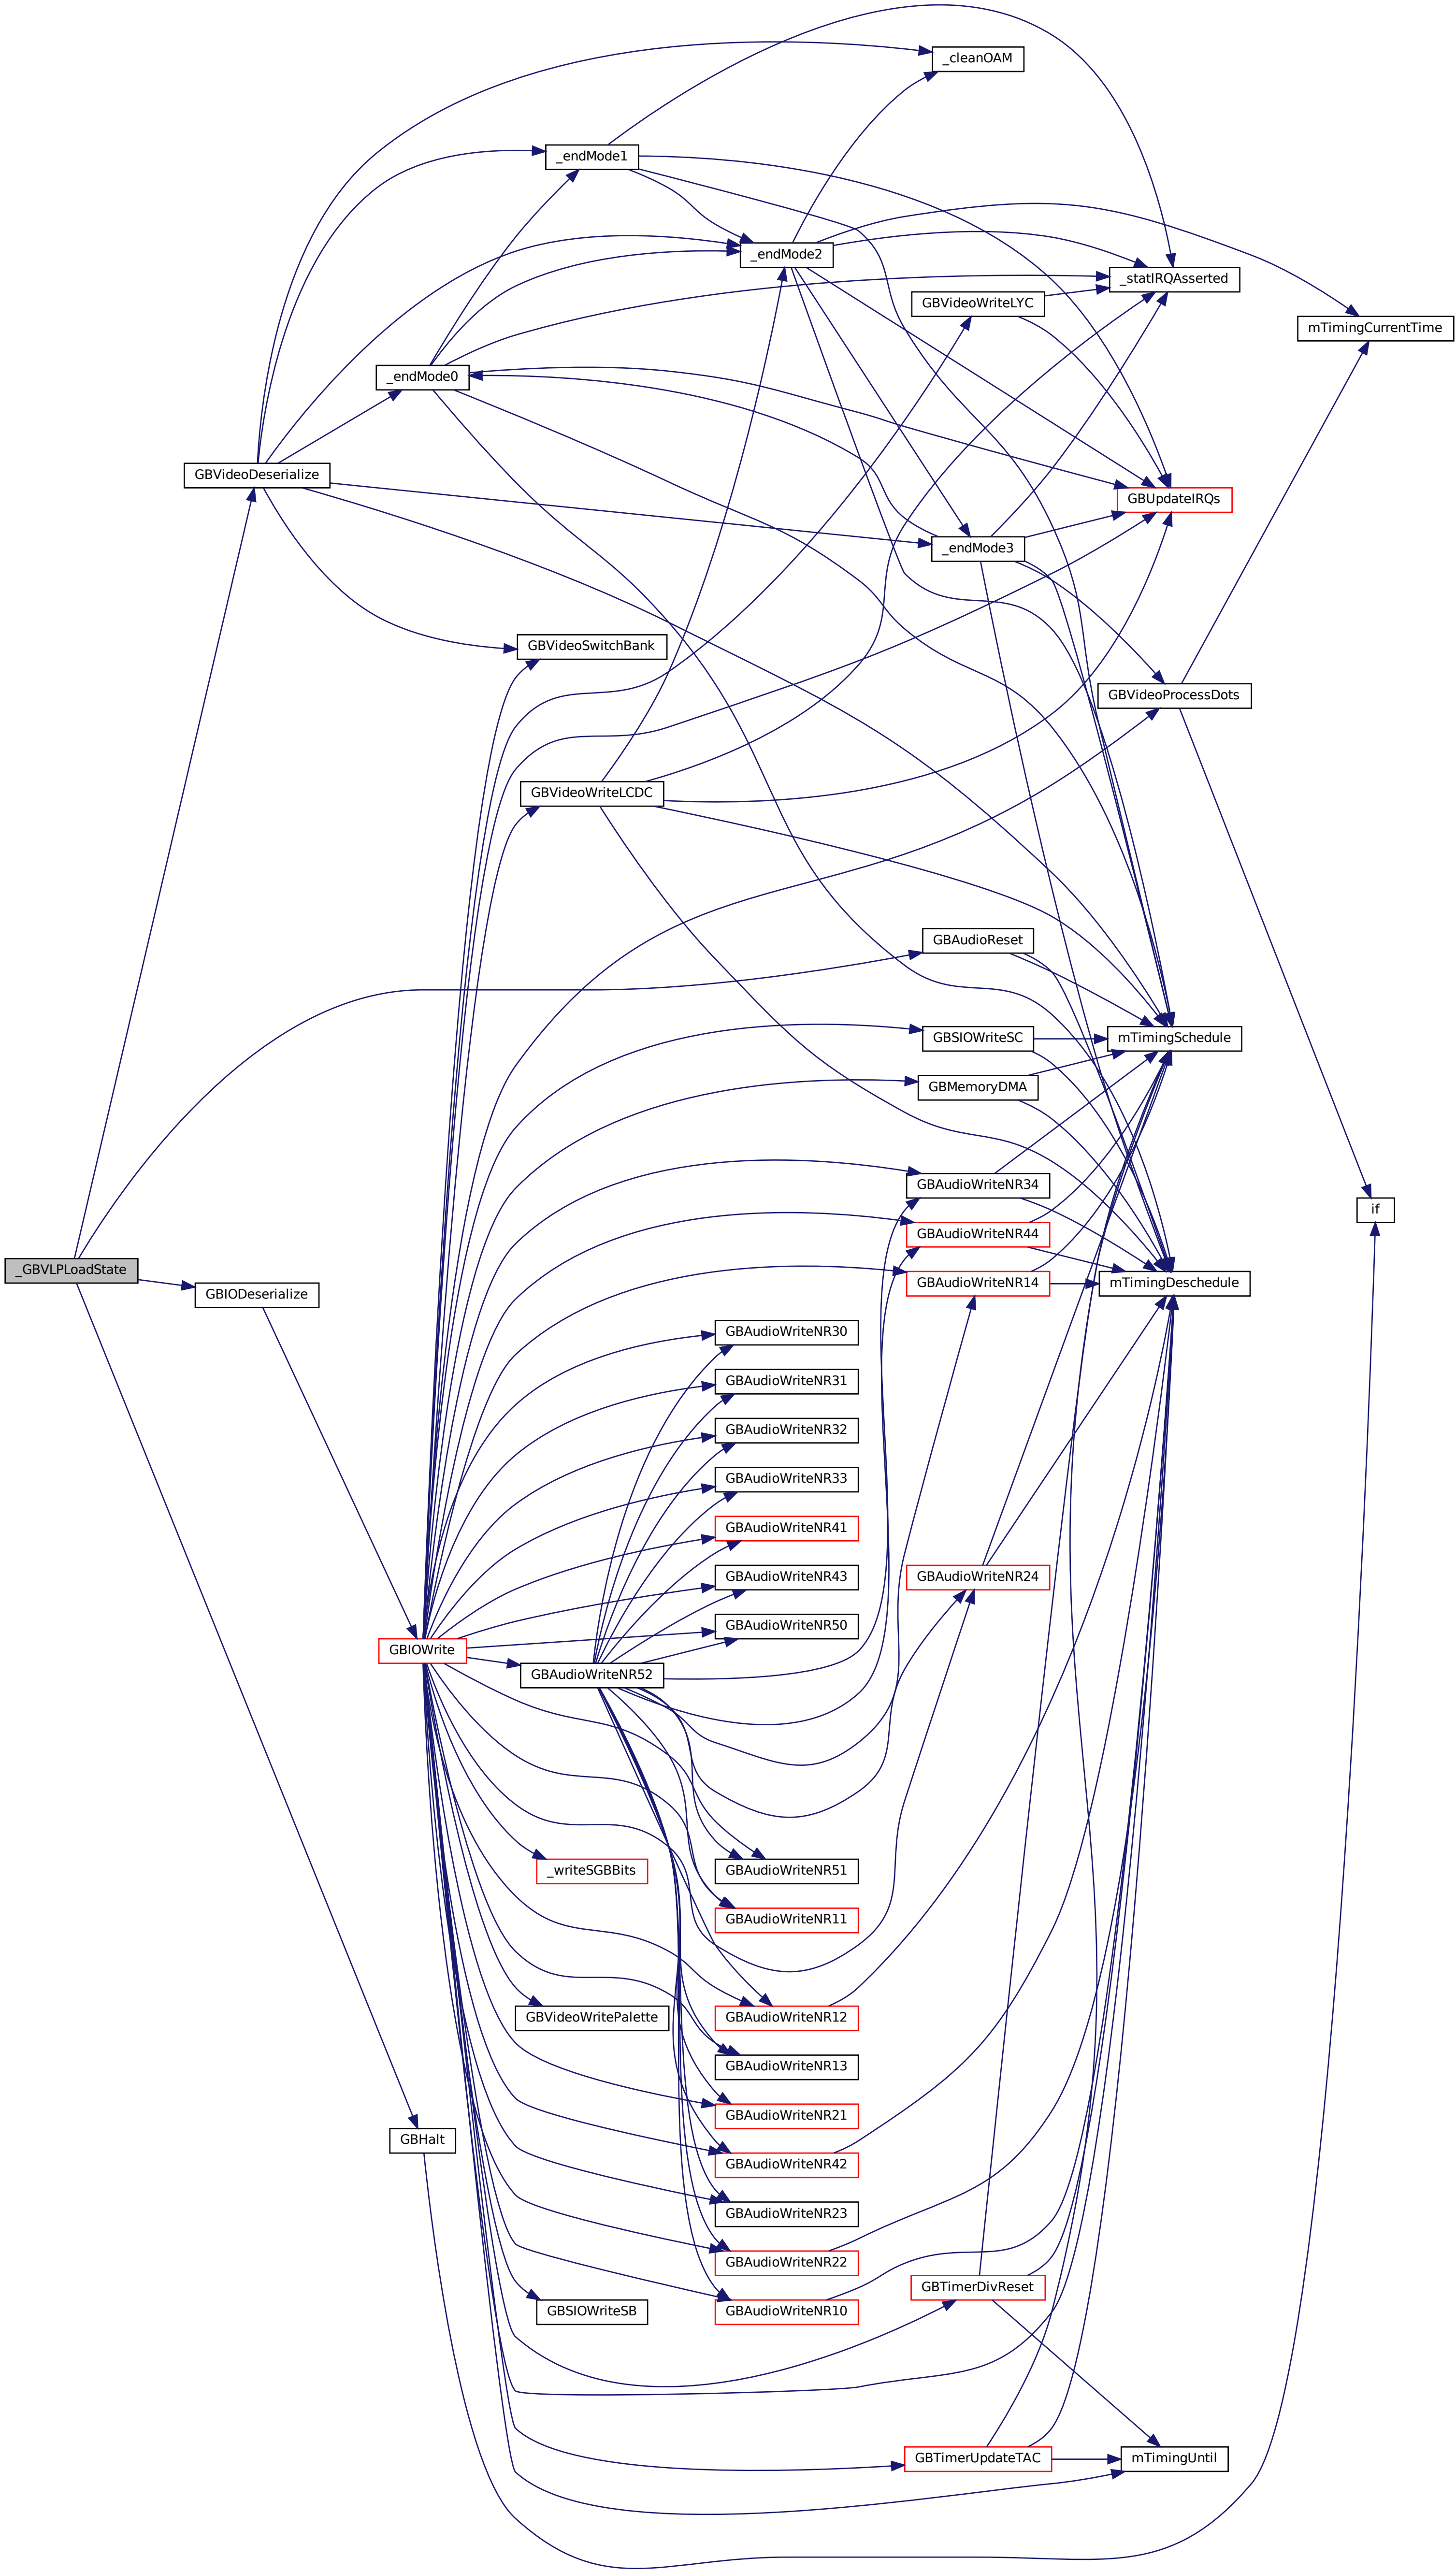 _cleanOAM
_endMode1
_endMode2
_statIRQAsserted
GBVideoWriteLYC
mTimingCurrentTime
_endMode0
GBVideoDeserialize
GBUpdateIRQs
_endMode3
GBVideoSwitchBank
GBVideoProcessDots
GBVideoWriteLCDC
GBAudioReset
GBSIOWriteSC
mTimingSchedule
GBMemoryDMA
GBAudioWriteNR34
if
GBAudioWriteNR44
_GBVLPLoadState
GBAudioWriteNR14
mTimingDeschedule
GBIODeserialize
GBAudioWriteNR30
GBAudioWriteNR31
GBAudioWriteNR32
GBAudioWriteNR33
GBAudioWriteNR41
GBAudioWriteNR43
GBAudioWriteNR24
GBAudioWriteNR50
GBIOWrite
GBAudioWriteNR52
_writeSGBBits
GBAudioWriteNR51
GBAudioWriteNR11
GBVideoWritePalette
GBAudioWriteNR12
GBAudioWriteNR13
GBAudioWriteNR21
GBHalt
GBAudioWriteNR42
GBAudioWriteNR23
GBAudioWriteNR22
GBTimerDivReset
GBSIOWriteSB
GBAudioWriteNR10
GBTimerUpdateTAC
mTimingUntil